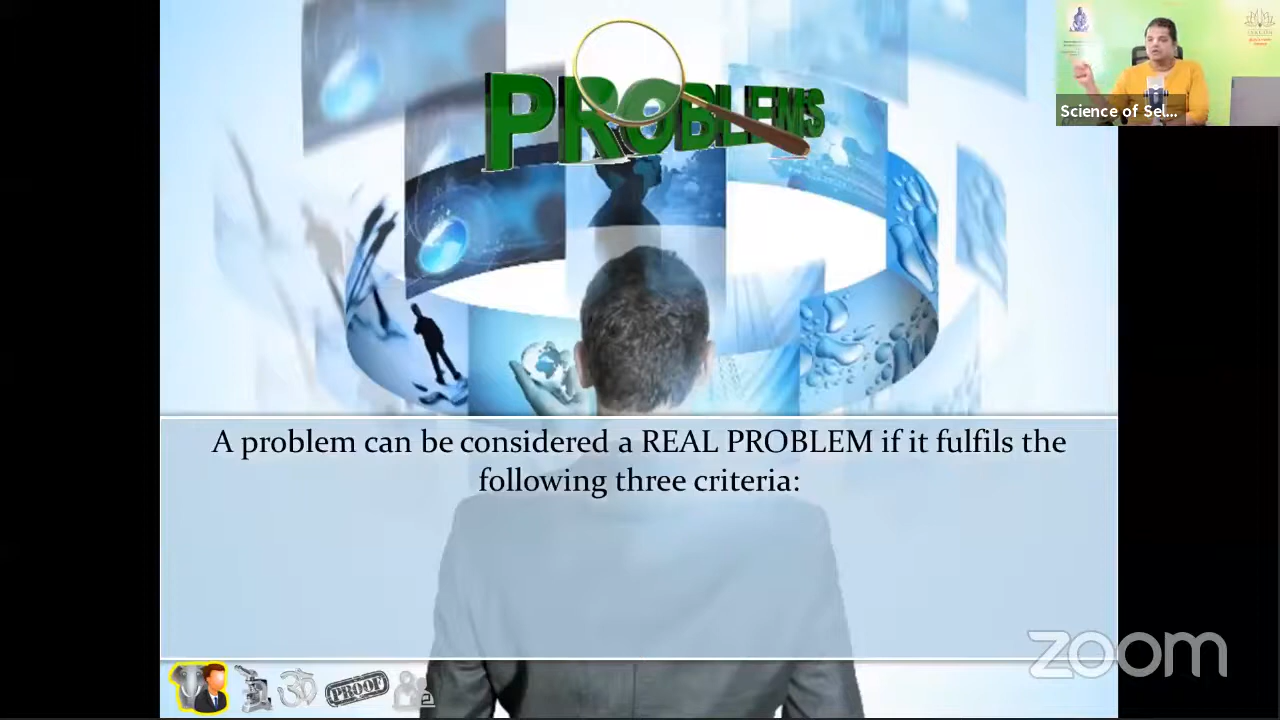 PROBLEMS
Science of Sel...
A problem can be considered a REAL PROBLEM if it fulfils the
following three criteria:
PROOF
zoom